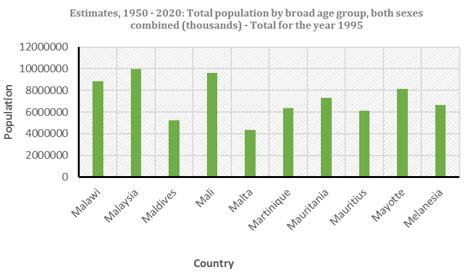 Estimates, 1950 - 2020: Total population by broad age group, both sexes
combined (thousands) - Total for the year 1995
Population
12000000
10000000
8000000
6000000
4000000
2000000
0
Malawi
Malaysia
Maldives
Mali
Malta
Martinique
Mauritania
Mauritius
Mayotte
Melanesia
Country